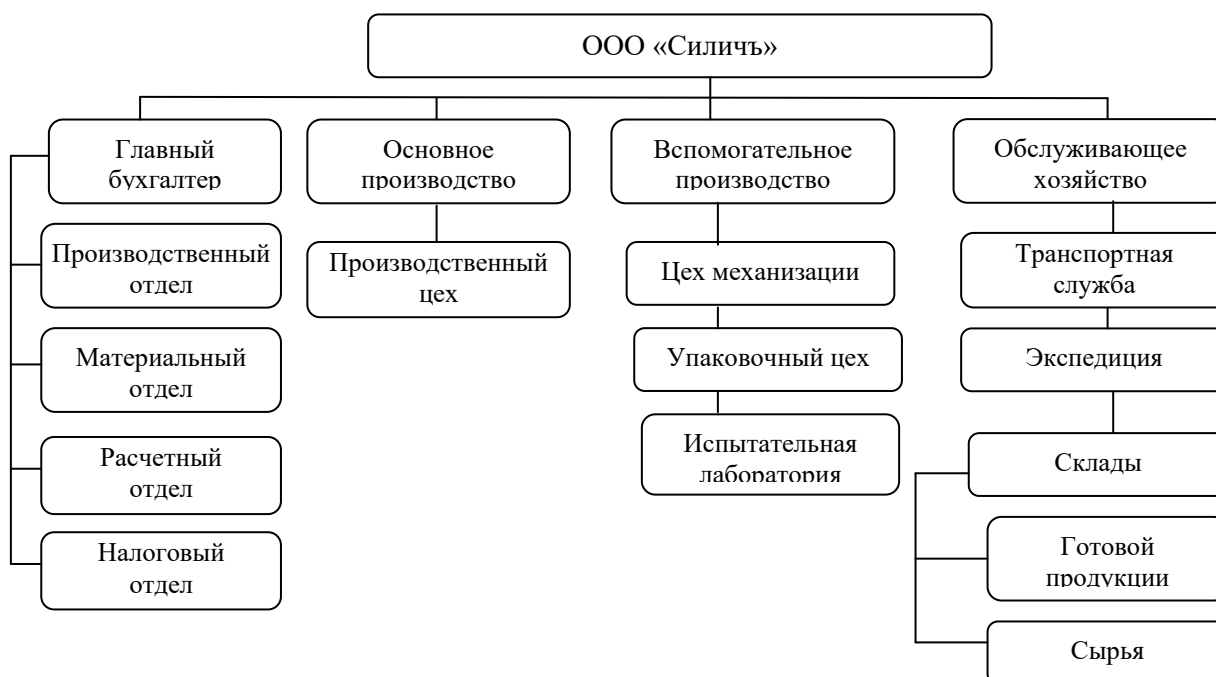 ООО «Силичъ»
Главный
бухгалтер
Производственный
отдел
Материальный
отдел
Расчетный
отдел
Налоговый
отдел
Основное
производство
Производственный
цех
Вспомогательное
производство
Цех механизации
Упаковочный цех
Испытательная
лаборатория
Обслуживающее
хозяйство
Транспортная
служба
Экспедиция
Склады
Готовой
продукции
Сырья